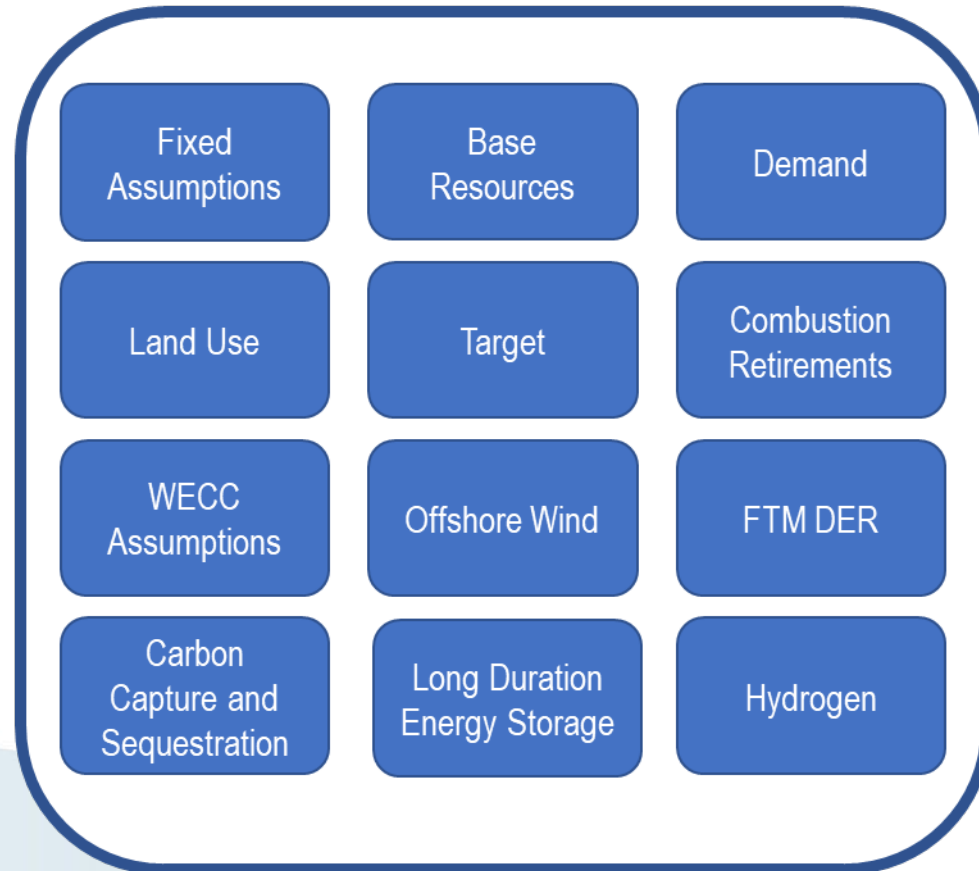 Fixed
Assumptions
Base
Resources
Demand
Land Use
Target
Combustion
Retirements
WECC
Assumptions
Offshore Wind
FTM DER
Carbon
Capture and
Sequestration
Long Duration
Energy Storage
Hydrogen